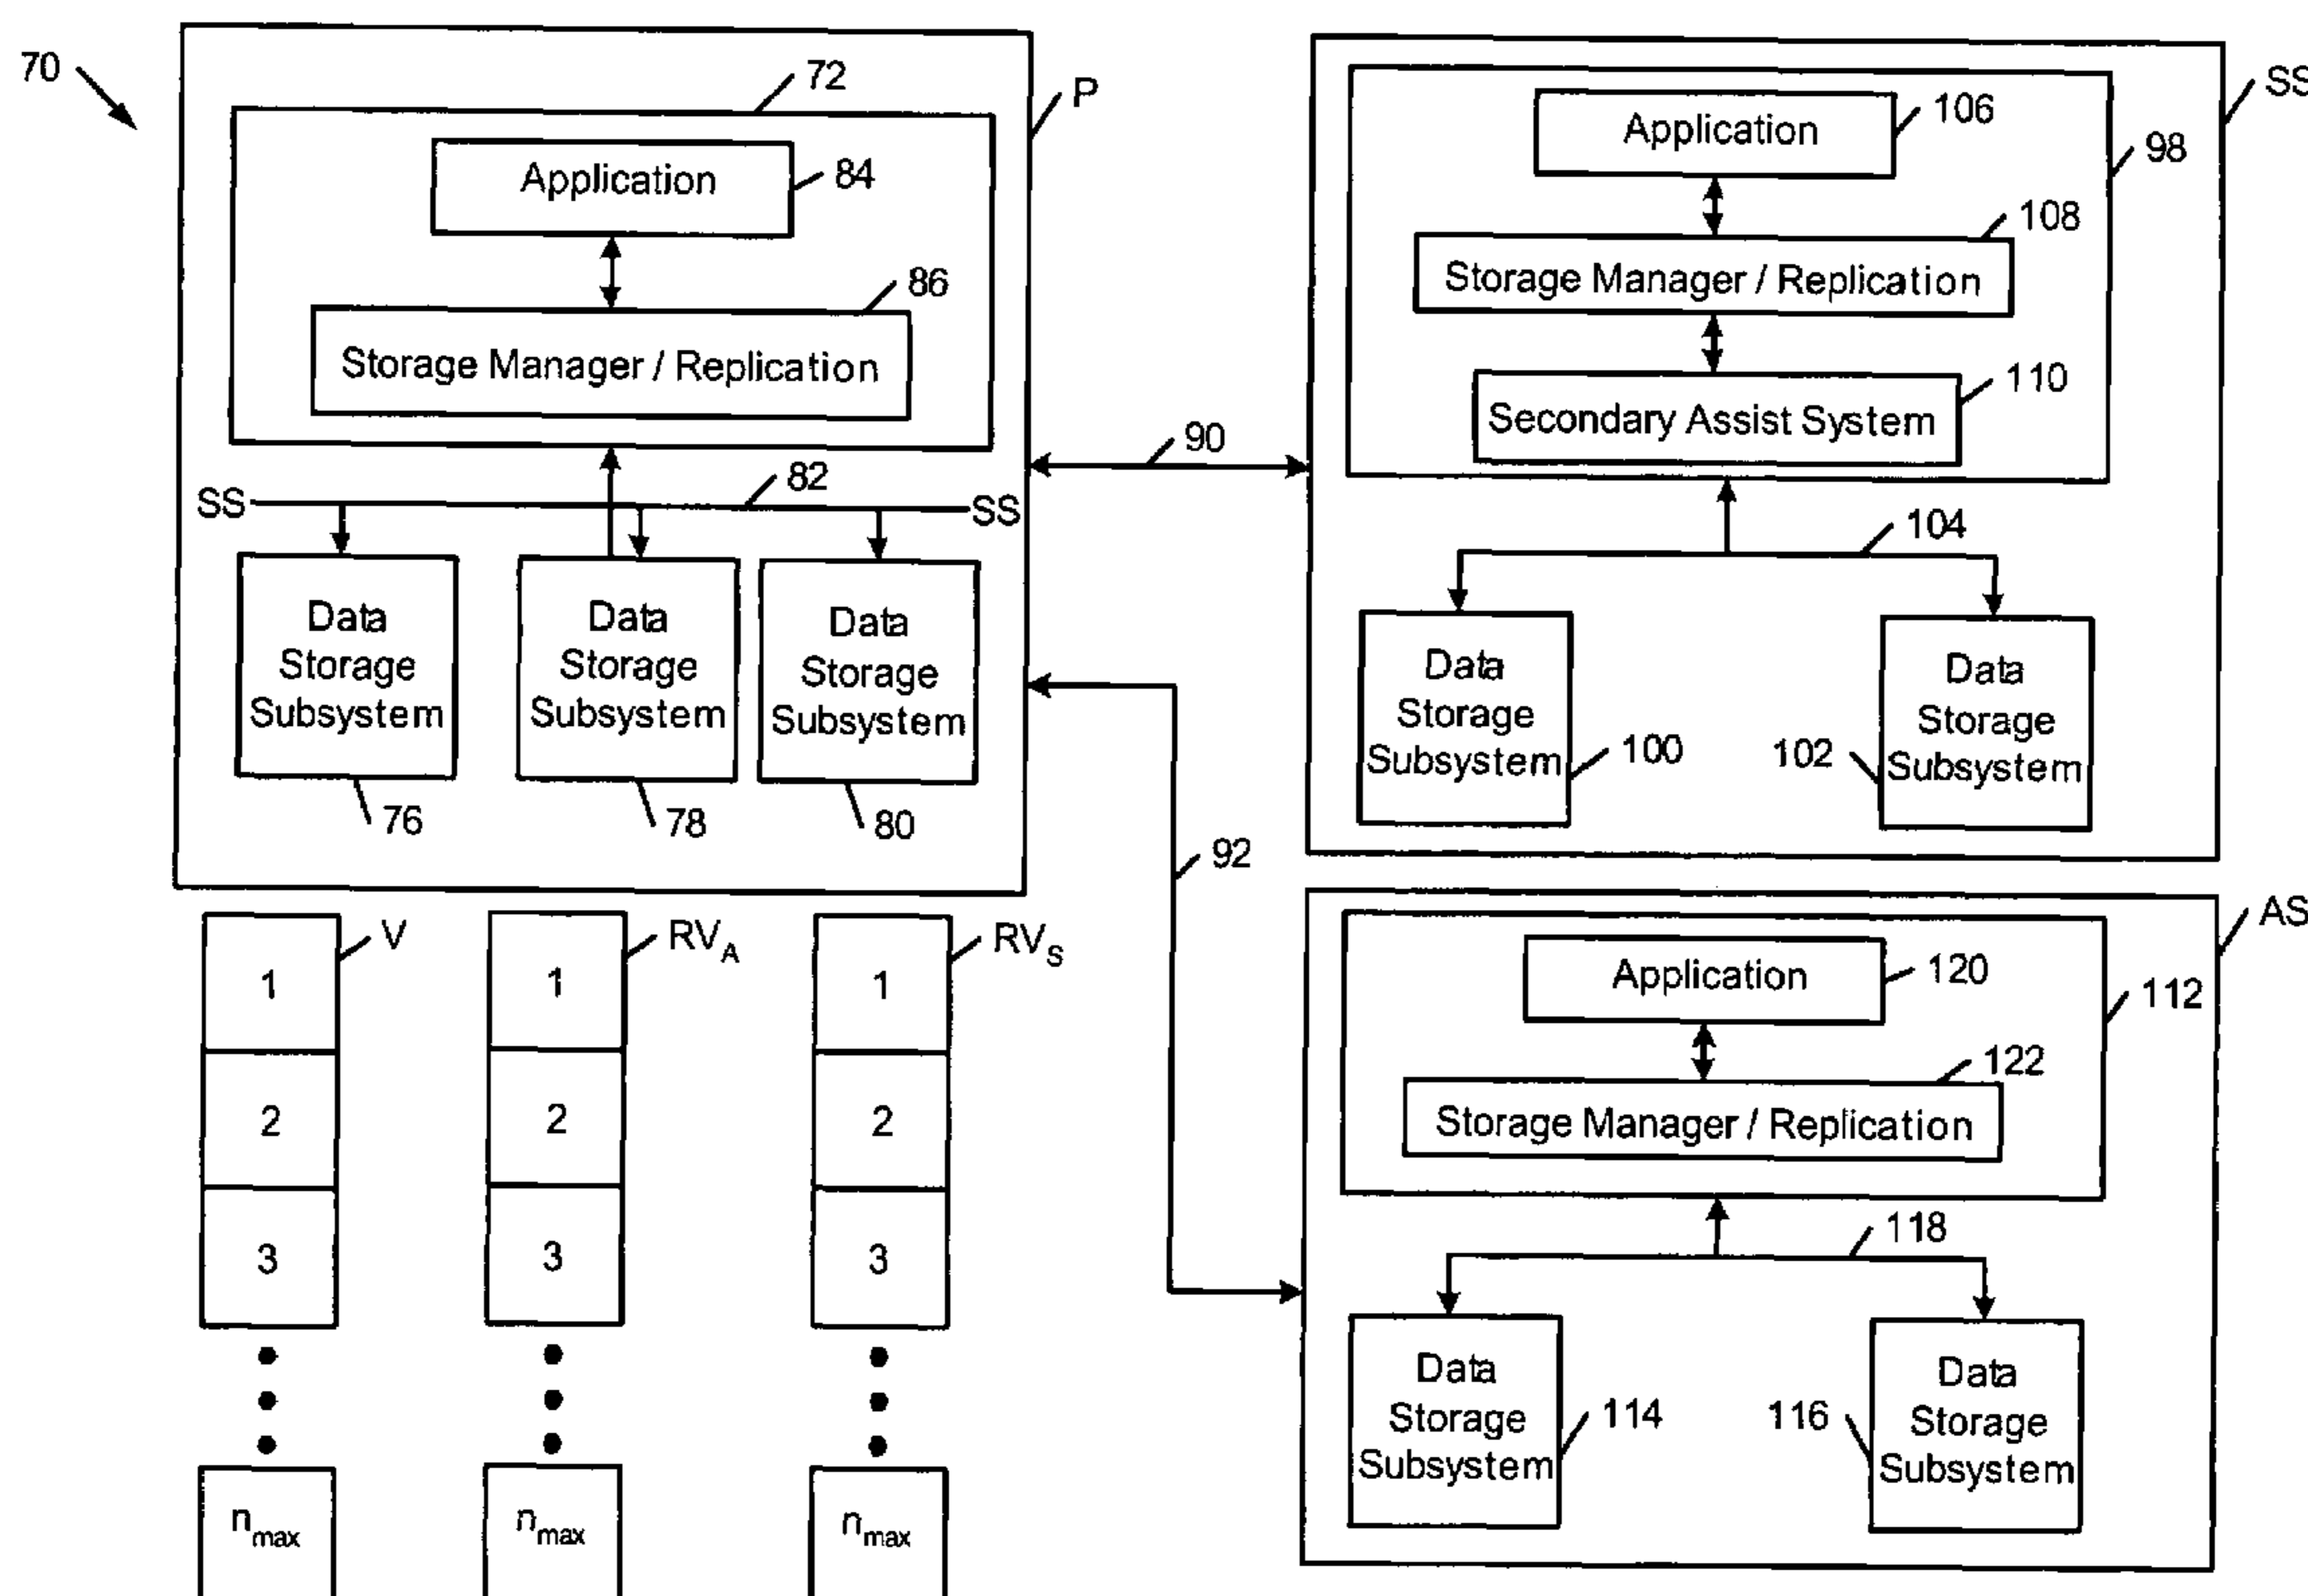 70
72
P
Application
84
86
Storage Manager / Replication
82
SS
SS
Data
Storage
Subsystem
76
Data
Storage
Subsystem
78
Data
Storage
Subsystem
80
90
92
SS
98
Application
106
108
Storage Manager / Replication
110
Secondary Assist System
104
Data
Storage
Subsystem
100
102
Data
Storage
Subsystem
V
1
2
3
nmax
RVA
1
2
3
nmax
RVS
1
2
3
nmax
AS
112
Application
120
122
Storage Manager / Replication
118
Data
Storage
Subsystem
114
116
Data
Storage
Subsystem